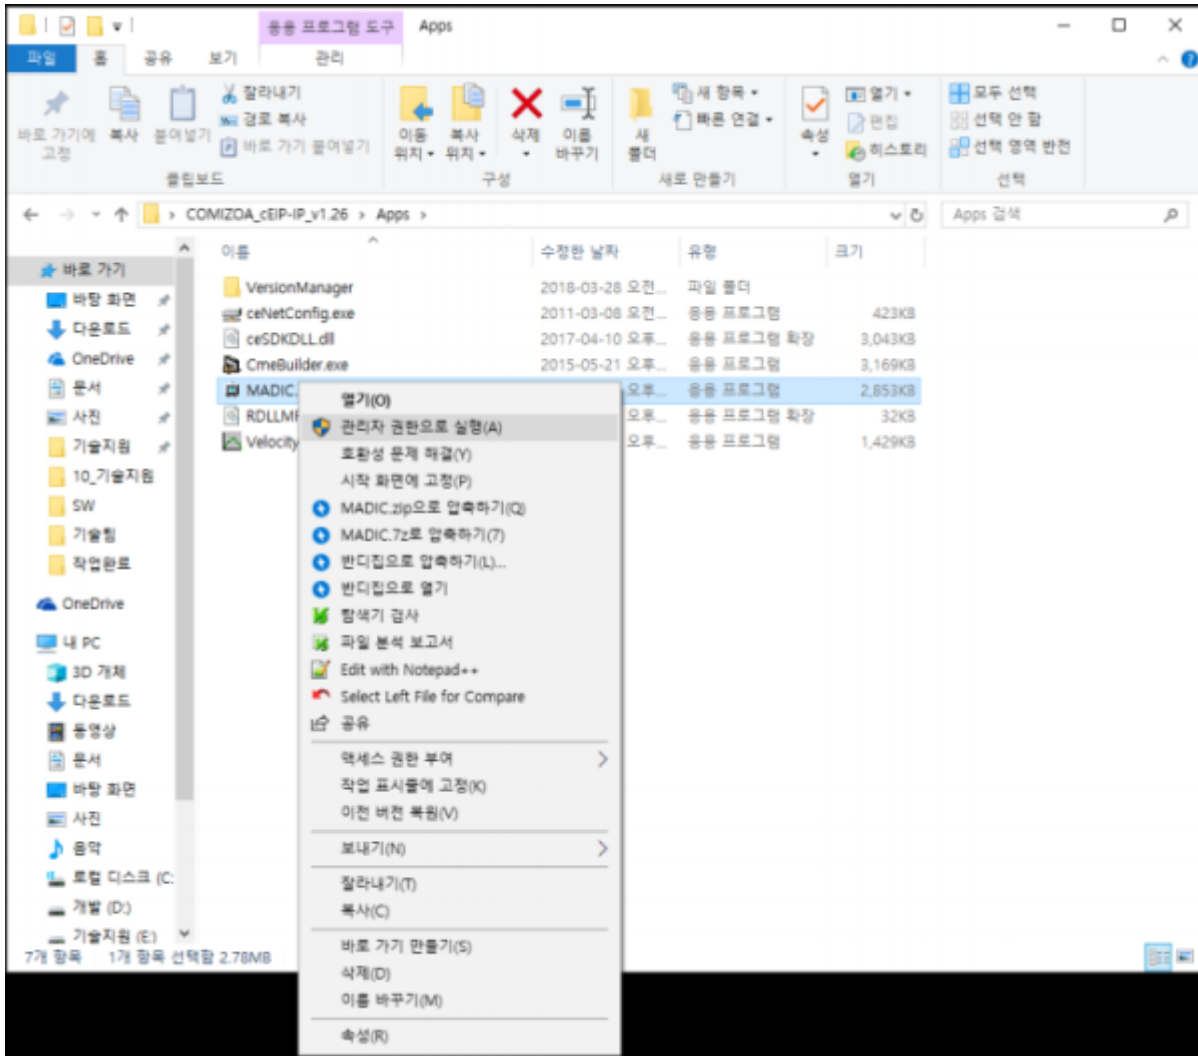 응용 프로그램 도구 Apps
파일 홈 공유 보기 관리
바로 가기에 고정
복사
붙여넣기
잘라내기
경로 복사
바로 가기 붙여넣기
클립보드
이동 위치
복사 위치
삭제
이름 바꾸기
구성
새 폴더
새 항목
빠른 연결
새로 만들기
속성
열기
편집
히스토리
열기
모두 선택
선택 안 함
선택 영역 반전
선택
COMIZOA_cEIP-IP_v1.26 > Apps >
Apps 검색
바로 가기
바탕 화면
다운로드
OneDrive
문서
사진
기술지원
10_기술지원
SW
기술팀
작업완료
OneDrive
내 PC
3D 개체
다운로드
동영상
문서
바탕 화면
사진
음악
로컬 디스크 (C:
개발 (D:)
기술지원 (E:)
이름 수정한 날짜 유형 크기
VersionManager 2018-03-28 오전... 파일 폴더
ceNetConfig.exe 2011-03-08 오전... 응용 프로그램 423KB
ceSDKDLL.dll 2017-04-10 오후... 응용 프로그램 확장 3,043KB
CmeBuilder.exe 2015-05-21 오후... 응용 프로그램 3,169KB
MADIC. 오후... 응용 프로그램 2,853KB
RDLLM 오후... 응용 프로그램 확장 32KB
Velocity 오후... 응용 프로그램 1,429KB
열기(O)
관리자 권한으로 실행(A)
호환성 문제 해결(Y)
시작 화면에 고정(P)
MADIC.zip으로 압축하기(Q)
MADIC.7z로 압축하기(7)
반디집으로 압축하기(L)...
반디집으로 열기
탐색기 검사
파일 분석 보고서
Edit with Notepad++
Select Left File for Compare
공유
액세스 권한 부여
작업 표시줄에 고정(K)
이전 버전 복원(V)
보내기(N)
잘라내기(T)
복사(C)
바로 가기 만들기(S)
삭제(D)
이름 바꾸기(M)
속성(R)
7개 항목 1개 항목 선택함 2.78MB